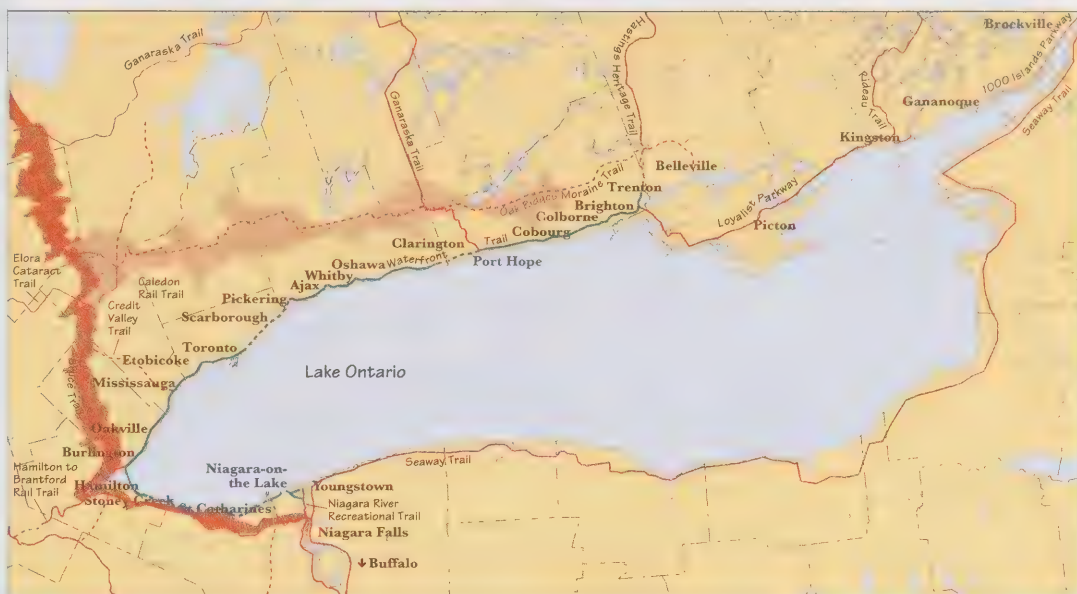 Brockville
Ganaraska Trail
Hastings Heritage Trail
1000 Islands Parkway
Rideau Trail
Gananoque
Seaway Trail
Ganaraska Trail
Kingston
Belleville
Trenton
Oak Ridges Moraine Trail
Brighton
Colborne
Loyalist Parkway
Cobourg
Picton
Clarington
Trail
Port Hope
Waterfront
Oshawa
Whitby
Ajax
Elora
Cataract
Trail
Caledon
Rail Trail
Pickering
Credit
Valley
Trail
Scarborough
Toronto
Etobicoke
Lake Ontario
Mississauga
Bruce Trail
Oakville
Burlington
Hamilton to
Brantford
Rail Trail
Hamilton
Stoney Creek
St Catharines
Niagara-on-
the Lake
Seaway Trail
Youngstown
Niagara River
Recreational Trail
Niagara Falls
Buffalo